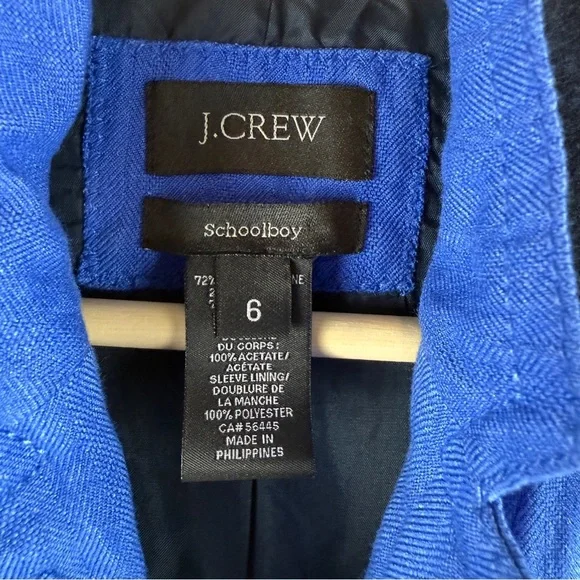 J.CREW
Schoolboy
72%
6
DU CORPS:
100% ACETATE/
ACÉTATE
SLEEVE LINING/
DOUBLURE DE
LA MANCHE
100% POLYESTER
CA# 56445
MADE IN
PHILIPPINES